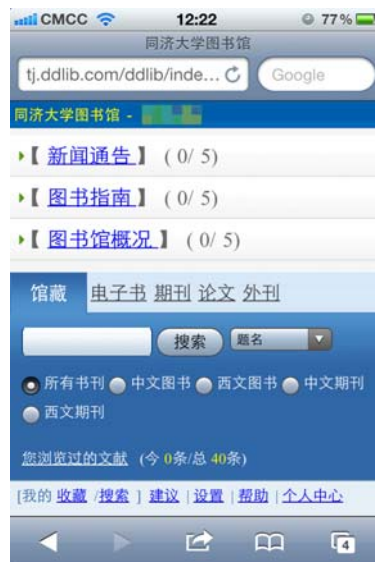 CMCC 12:22 77%
同济大学图书馆
tj.ddlib.com/ddlib/inde... Google
同济大学图书馆 -
【 新闻通告 】 ( 0/ 5)
【 图书指南 】 ( 0/ 5)
【 图书馆概况 】 ( 0/ 5)
馆藏 电子书 期刊 论文 外刊
搜索 题名
所有书刊 中文图书 西文图书 中文期刊
西文期刊
您浏览过的文献 (今 0条/总 40条)
[我的 收藏 /搜索 ] 建议 | 设置 | 帮助 | 个人中心
4